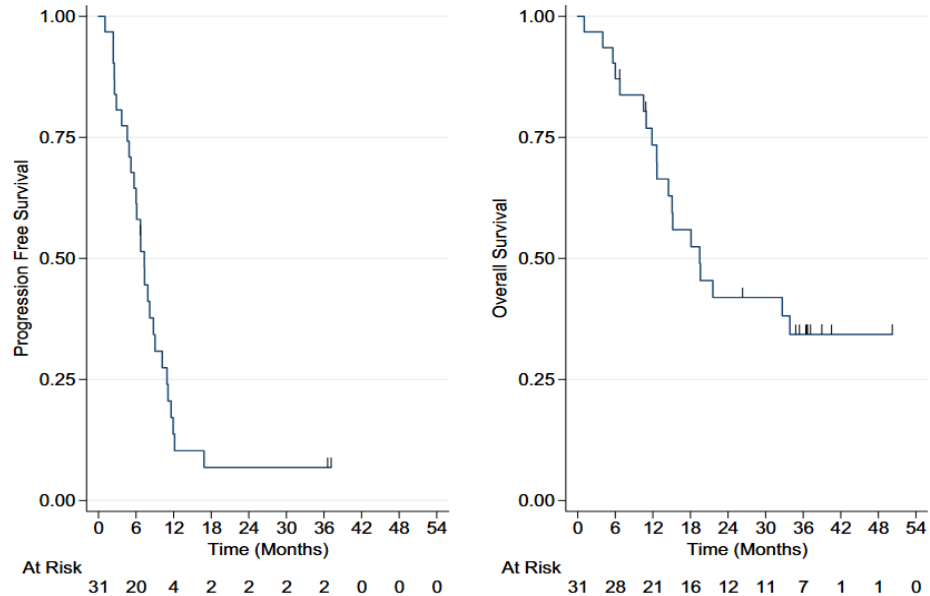 Progression Free Survival
1.00
0.75
0.50
0.25
0.00
0 6 12 18 24 30 36 42 48 54
Time (Months)
At Risk
31 20 4 2 2 2 2 0 0 0
Overall Survival
1.00
0.75
0.50
0.25
0.00
0 6 12 18 24 30 36 42 48 54
Time (Months)
At Risk
31 28 21 16 12 11 7 1 1 0